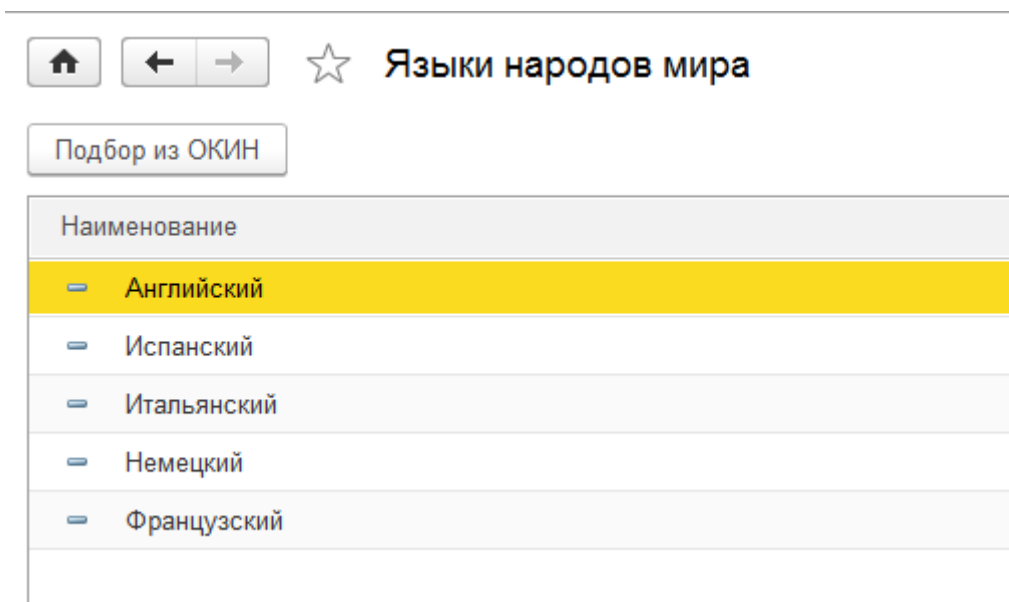 Языки народов мира
Подбор из ОКИН
Наименование
Английский
Испанский
Итальянский
Немецкий
Французский